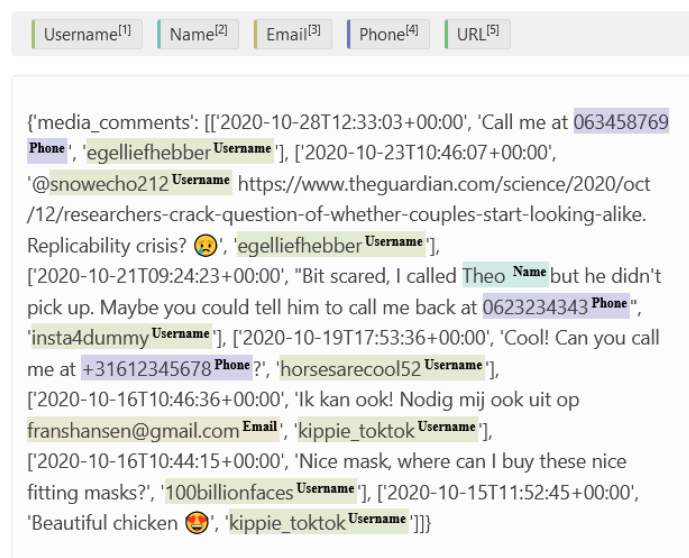 Username[1] Name[2] Email[3] Phone[4] URL[5]
{'media_comments': [['2020-10-28T12:33:03+00:00', 'Call me at 063458769
Phone', 'egelliefhebber Username'], ['2020-10-23T10:46:07+00:00',
'@snowecho212 Username https://www.theguardian.com/science/2020/oct
/12/researchers-crack-question-of-whether-couples-start-looking-alike.
Replicability crisis? 😢', 'egelliefhebber Username'],
['2020-10-21T09:24:23+00:00', "Bit scared, I called Theo Name but he didn't
pick up. Maybe you could tell him to call me back at 0623234343 Phone",
'insta4dummy Username'], ['2020-10-19T17:53:36+00:00', 'Cool! Can you call
me at +31612345678 Phone?', 'horsesarecool52 Username'],
['2020-10-16T10:46:36+00:00', 'Ik kan ook! Nodig mij ook uit op
franshansen@gmail.com Email', 'kippie_toktok Username'],
['2020-10-16T10:44:15+00:00', 'Nice mask, where can I buy these nice
fitting masks?', '100billionfaces Username'], ['2020-10-15T11:52:45+00:00',
'Beautiful chicken 😍', 'kippie_toktok Username']]}